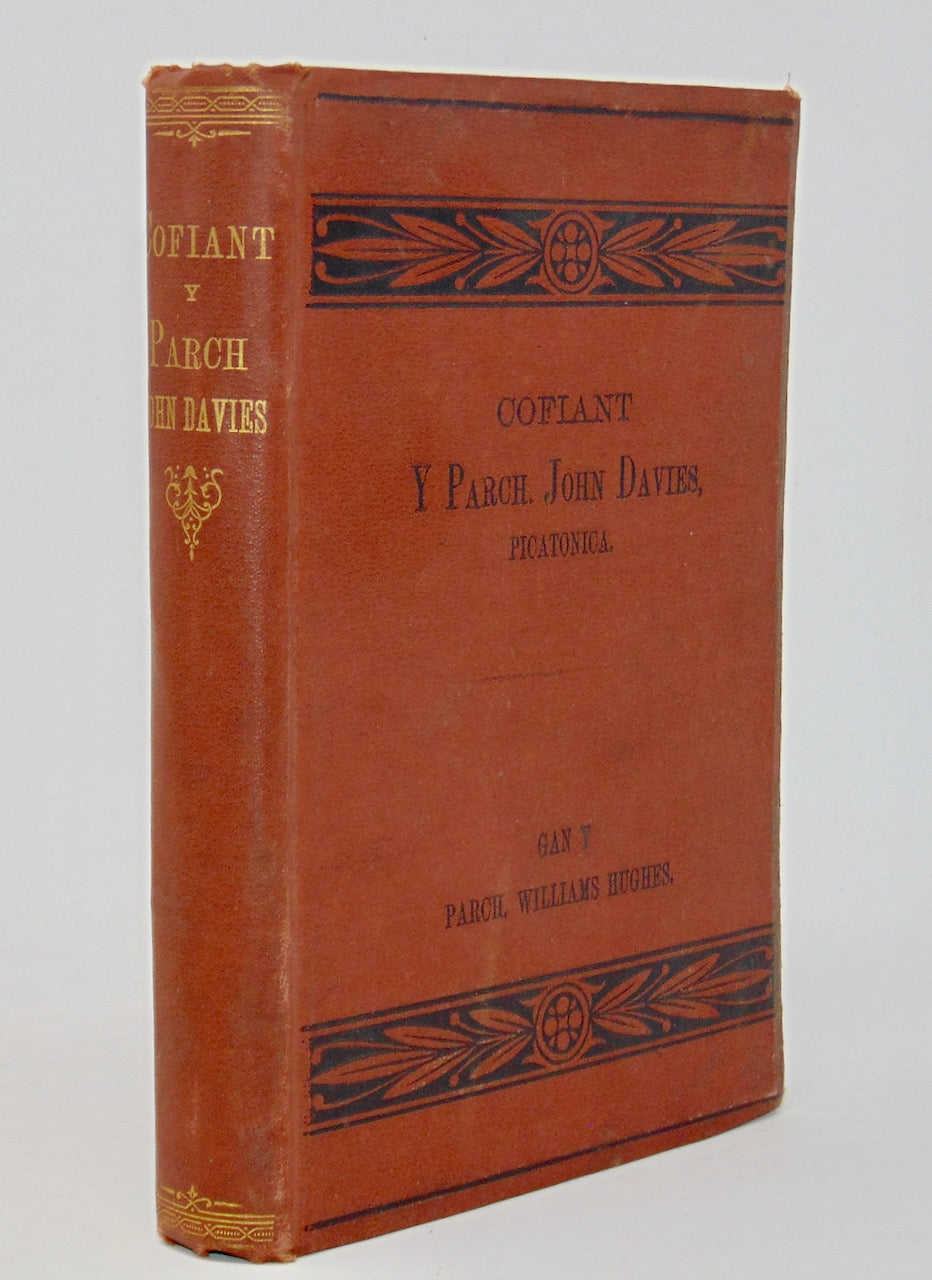 COFIANT
Y
PARCH
JOHN DAVIES
COFIANT
Y PARCH. JOHN DAVIES,
PICATONICA.
GAN Y
PARCH. WILLIAMS HUGHES.